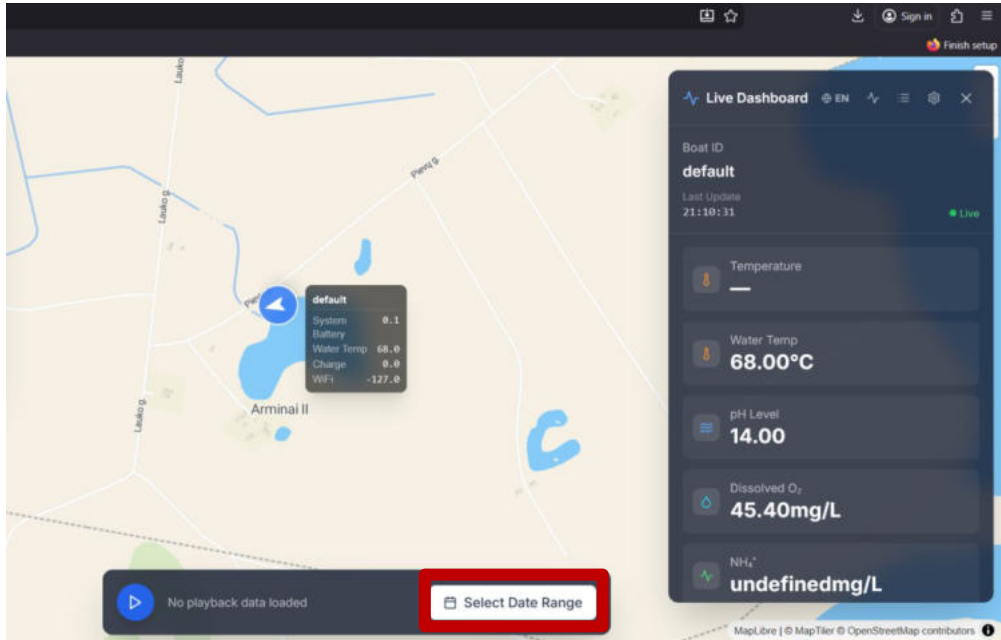 Sign in
Finish setup
Lauko
Live Dashboard EN
Boat ID
default
Last Update
21:10:31
Live
Pievų g.
Lauko g.
Temperature
—
default
System Battery 0.1
Water Temp 68.0
Charge 0.0
WiFi -127.0
Water Temp
68.00°C
Arminai II
Lauko g.
pH Level
14.00
Dissolved O₂
45.40mg/L
NH₄⁺
undefinedmg/L
No playback data loaded
Select Date Range
MapLibre | © MapTiler © OpenStreetMap contributors